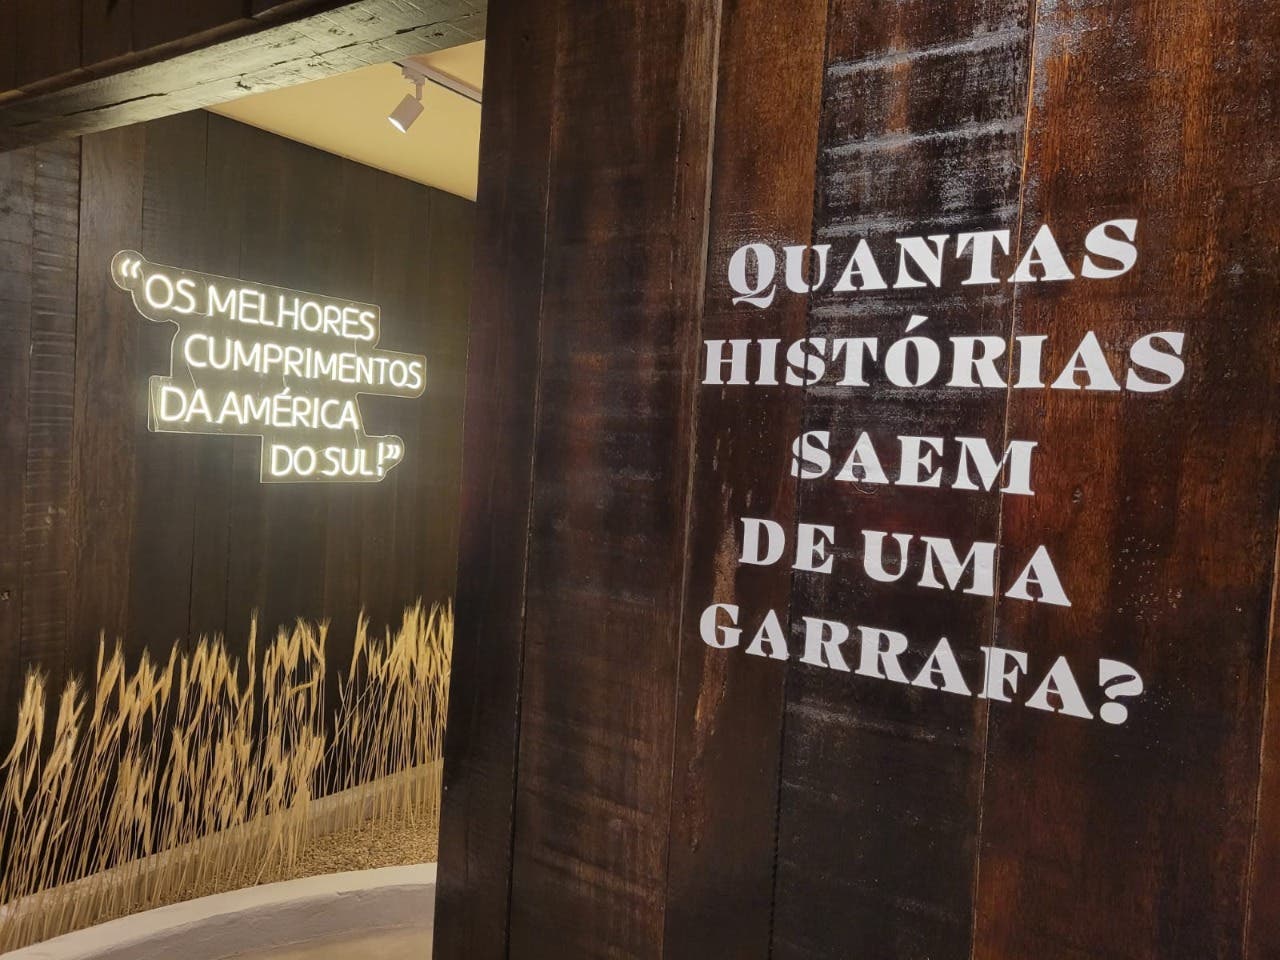 “OS MELHORES
CUMPRIMENTOS
DA AMÉRICA
DO SUL!”
QUANTAS
HISTÓRIAS
SAEM
DE UMA
GARRAFA?